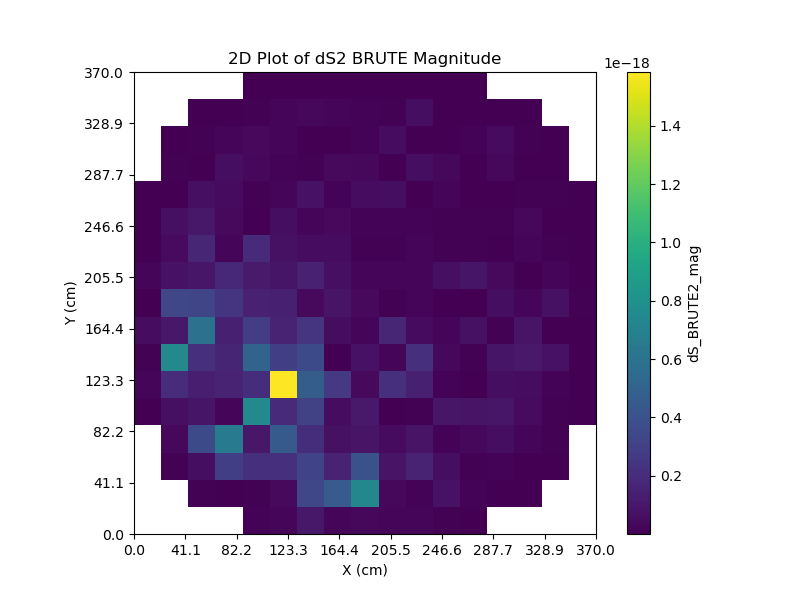 2D Plot of dS2 BRUTE Magnitude
1e−18
370.0
328.9
287.7
246.6
205.5
164.4
123.3
82.2
41.1
0.0
Y (cm)
0.0 41.1 82.2 123.3 164.4 205.5 246.6 287.7 328.9 370.0
X (cm)
1.4
1.2
1.0
0.8
0.6
0.4
0.2
dS_BRUTE2_mag